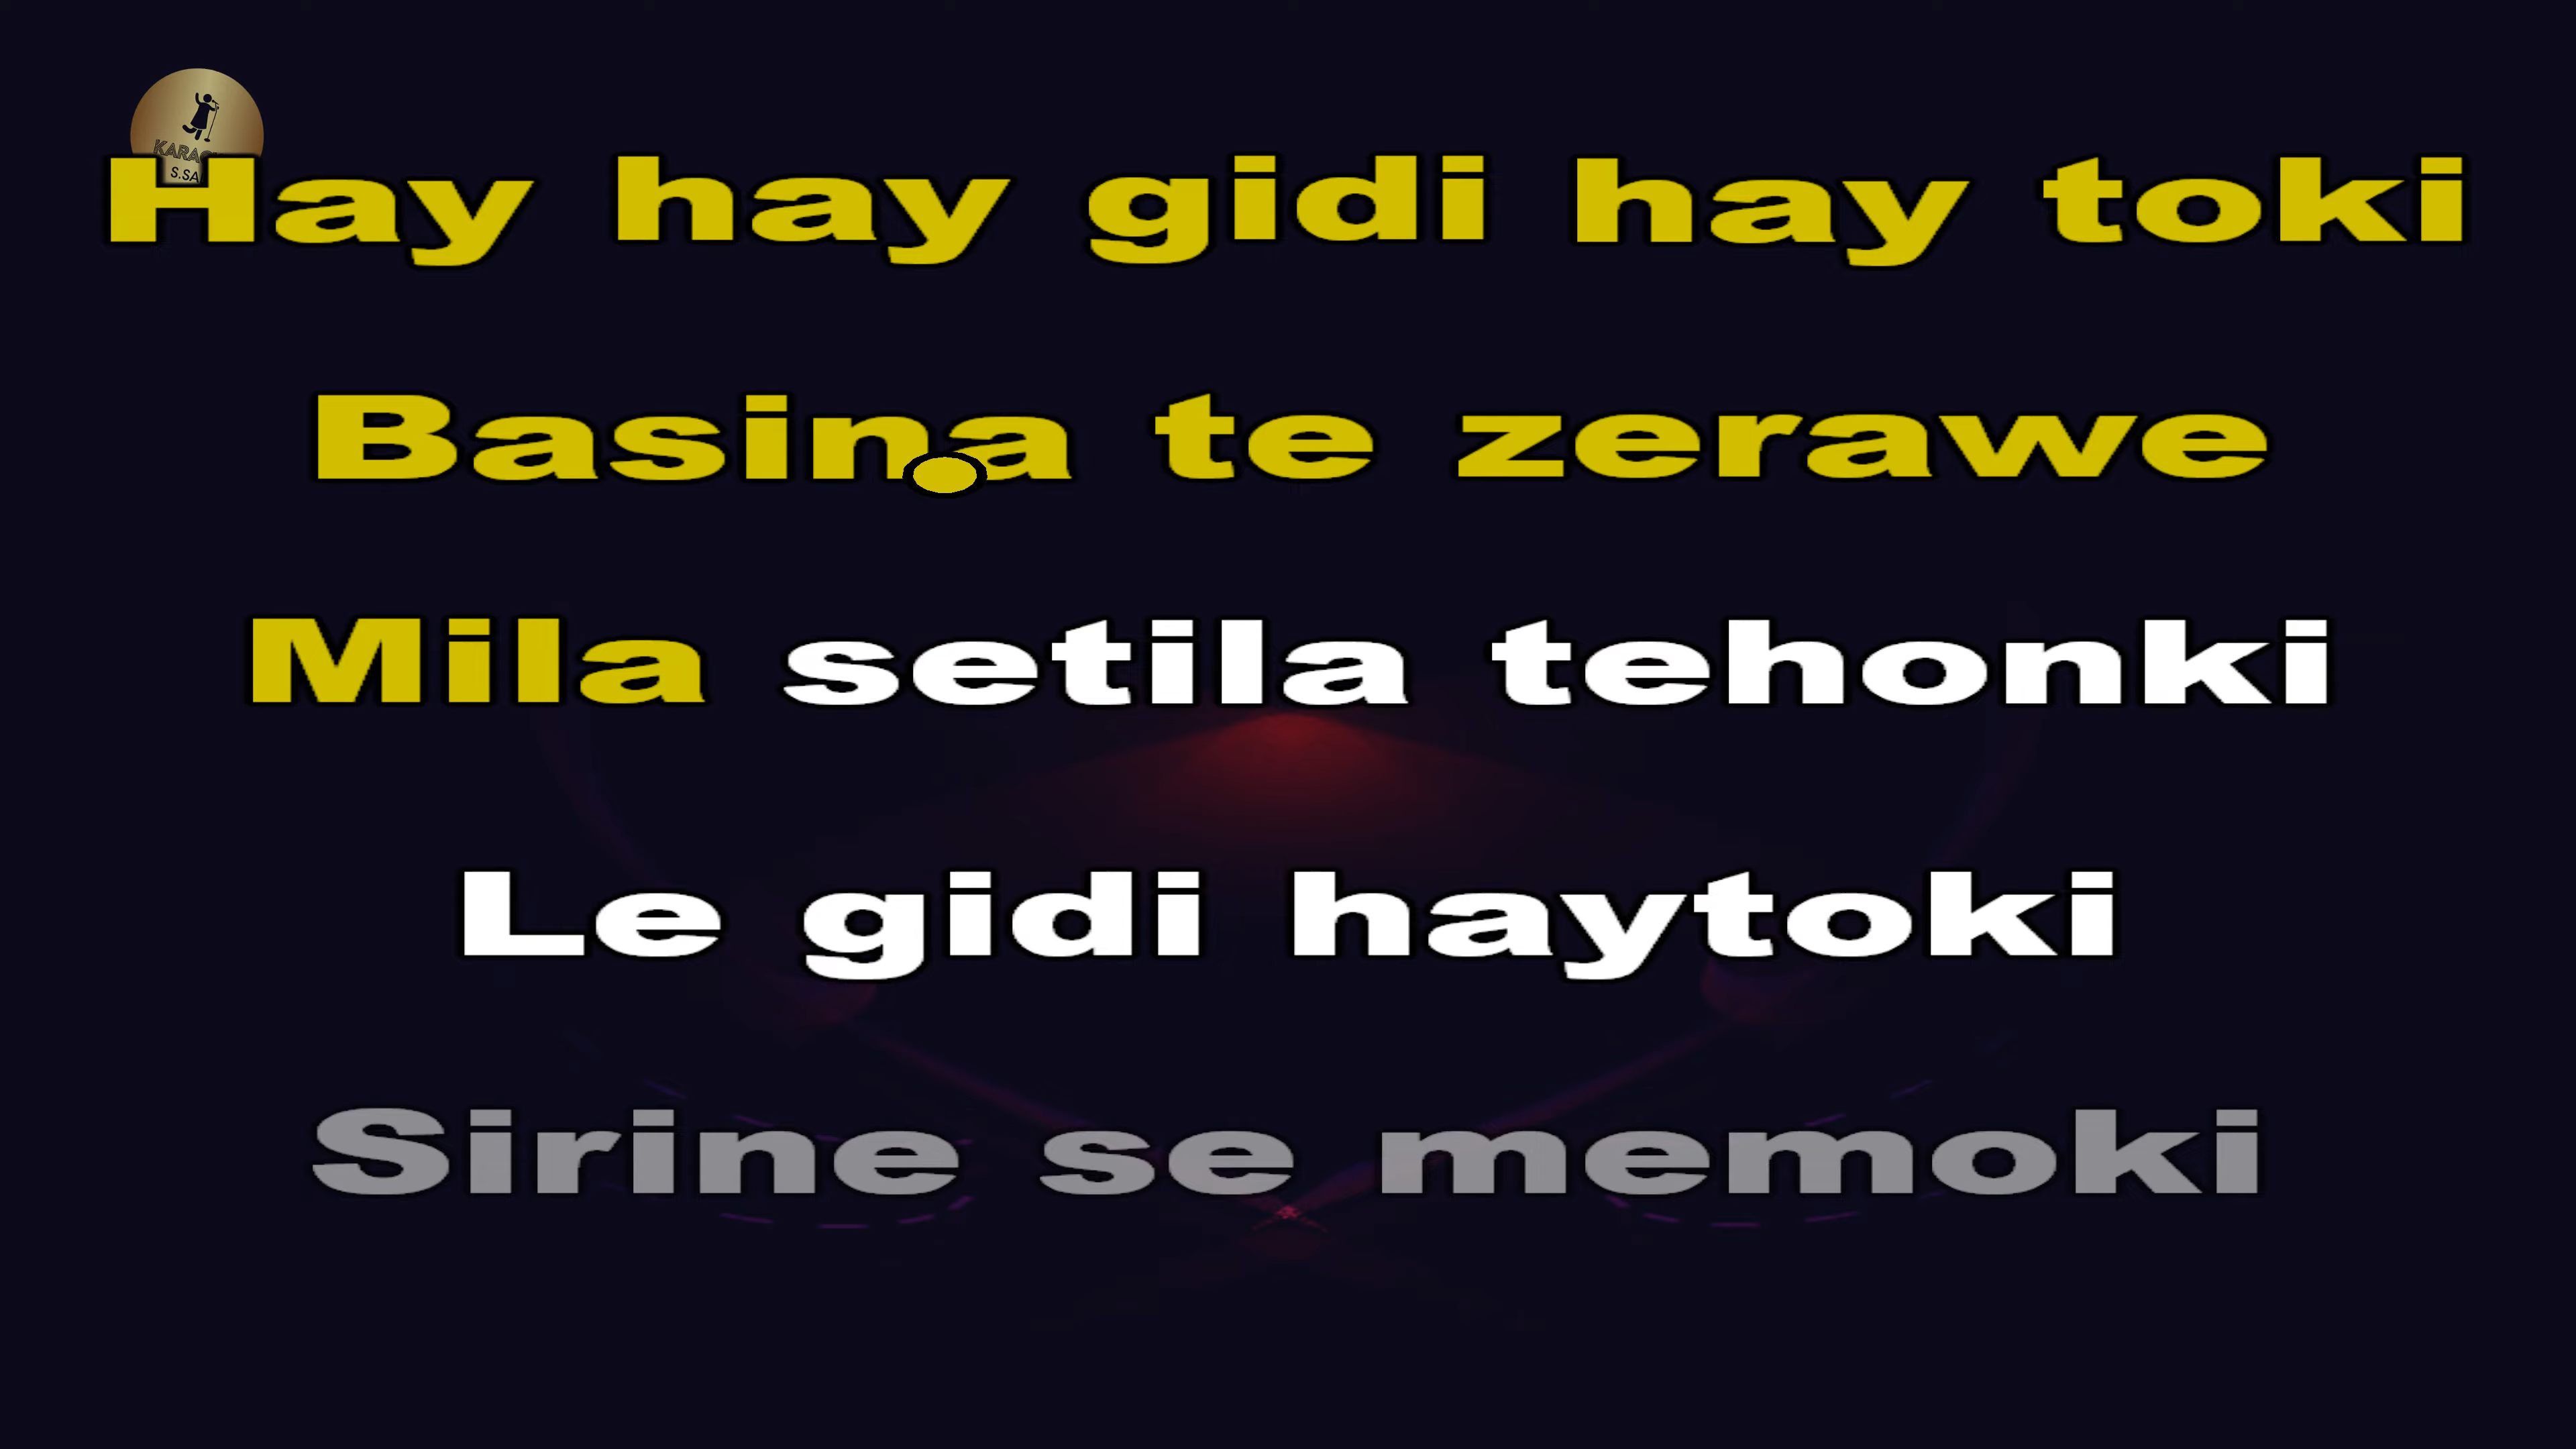 Hay hay gidi hay toki
Basina te zerawe
Mila setila tehonki
Le gidi haytoki
Sirine se memoki